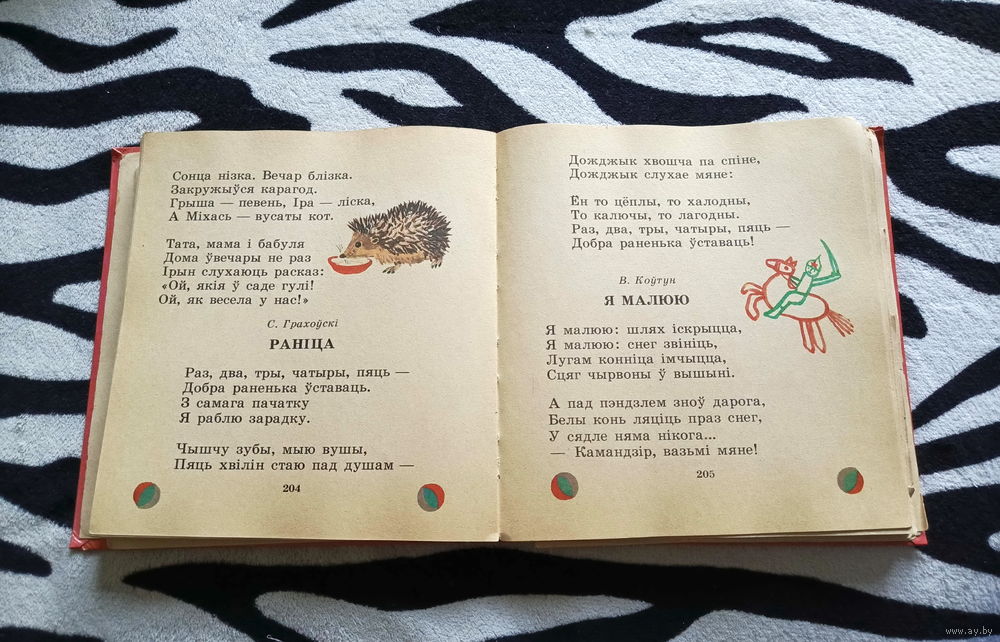 Сонца нізка. Вечар блізка.
Закружыўся карагод.
Грыша — певень, Іра — ліска,
А Міхась — вусаты кот.
Тата, мама і бабуля
Дома ўвечары не раз
Ірын слухаюць расказ:
«Ой, якія ў садзе гулі!
Ой, як весела у нас!»
С. Грахоўскі
РАНІЦА
Раз, два, тры, чатыры, пяць —
Добра раненька ўставаць.
З самага пачатку
Я раблю зарадку.
Чышчу зубы, мыю вушы,
Пяць хвілін стаю пад душам —
204
Дожджык хвошча па спіне,
Дожджык слухае мяне:
Ён то цёплы, то халодны,
То калючы, то лагодны.
Раз, два, тры, чатыры, пяць —
Добра раненька ўставаць!
В. Коўтун
Я МАЛЮЮ
Я малюю: шлях іскрыцца,
Я малюю: снег звініць,
Лугам конніца імчыцца,
Сцяг чырвоны ў вышыні.
А пад пэндзлем зноў дарога,
Белы конь ляціць праз снег,
У сядле няма нікога...
— Камандзір, вазьмі мяне!
205
www.ay.by